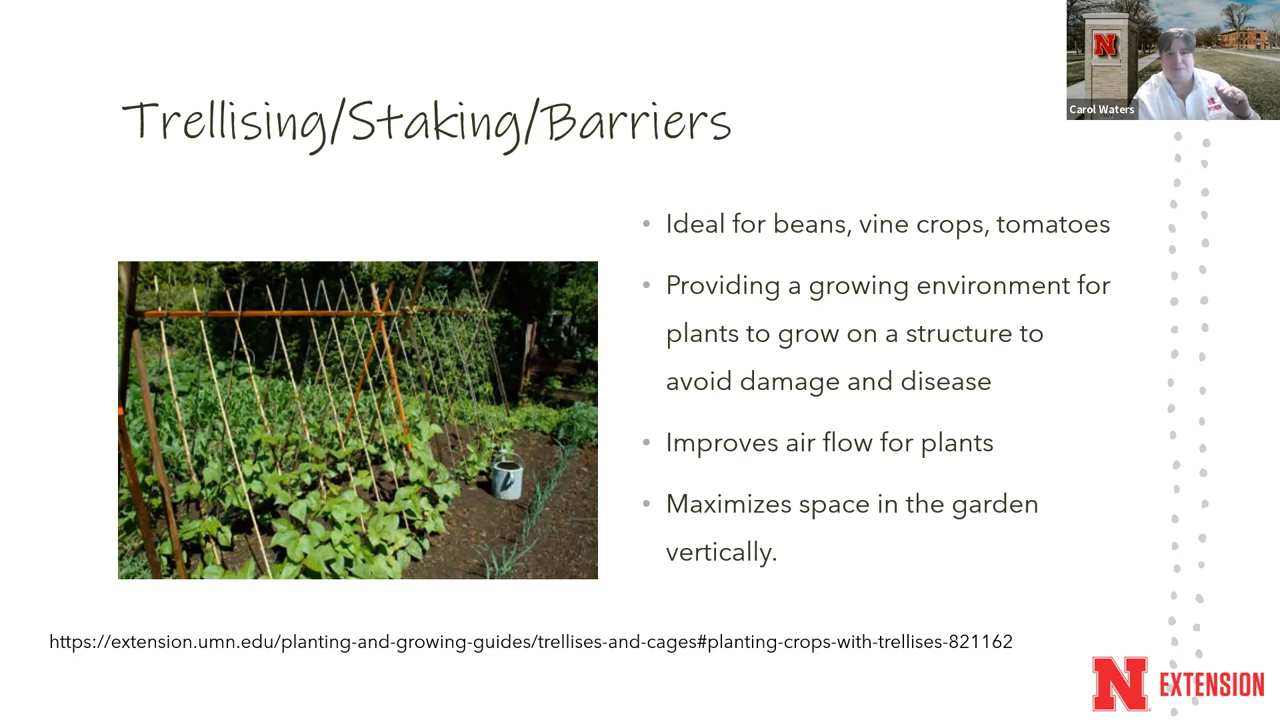 N
Carol Waters
Trellising/Staking/Barriers
• Ideal for beans, vine crops, tomatoes
• Providing a growing environment for
plants to grow on a structure to
avoid damage and disease
• Improves air flow for plants
• Maximizes space in the garden
vertically.
https://extension.umn.edu/planting-and-growing-guides/trellises-and-cages#planting-crops-with-trellises-821162
N EXTENSION